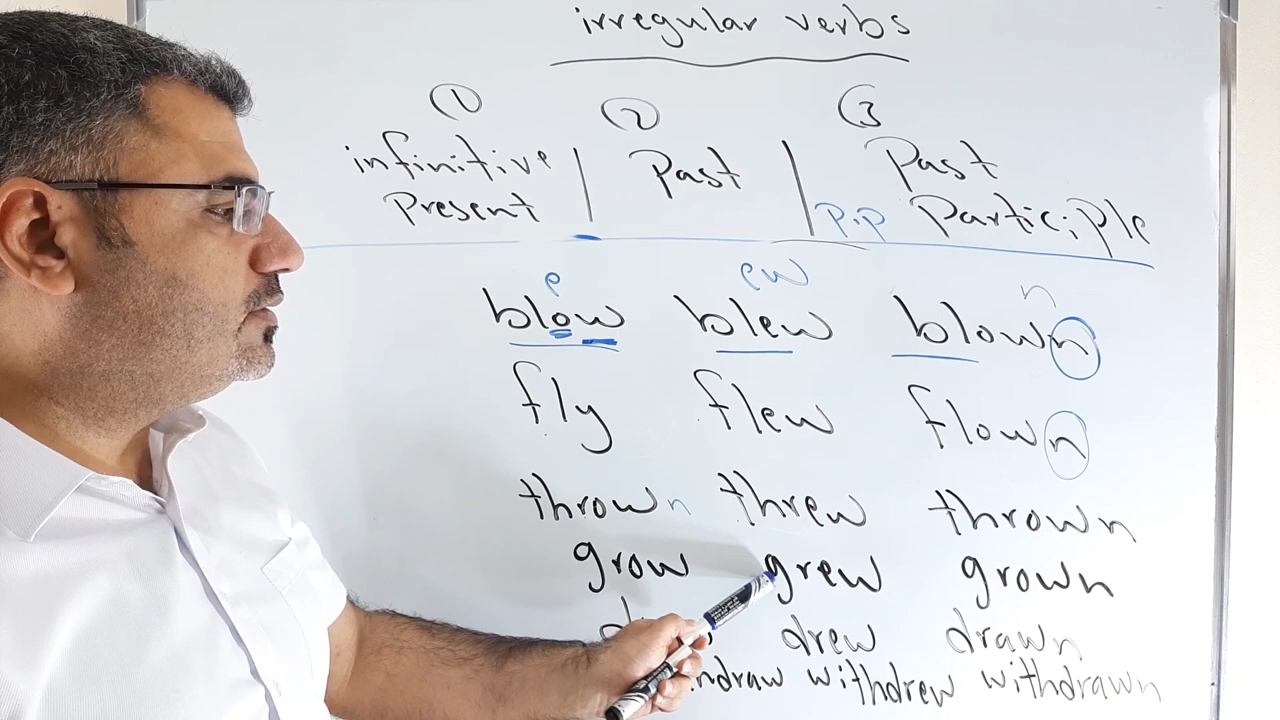 irregular verbs
1 2 3
infinitive | Past | Past
Present P.P Participle
e ew n
blow blew blown
fly flew flown
thrown threw thrown
grow grew grown
drew drawn
withdrew withdrawn